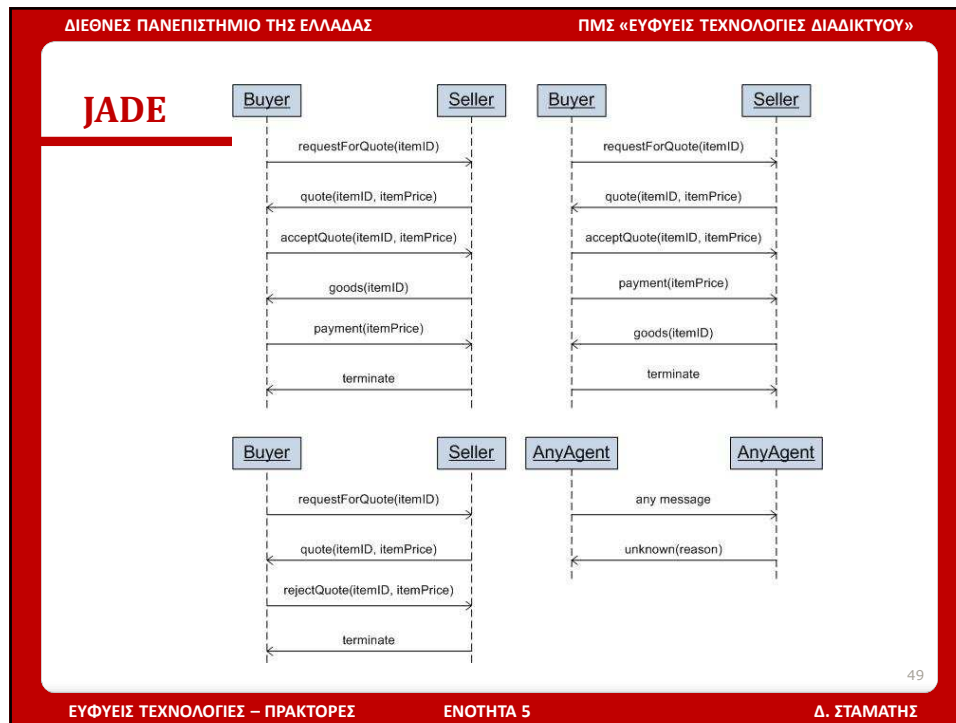 ΔΙΕΘΝΕΣ ΠΑΝΕΠΙΣΤΗΜΙΟ ΤΗΣ ΕΛΛΑΔΑΣ
ΠΜΣ «ΕΥΦΥΕΙΣ ΤΕΧΝΟΛΟΓΙΕΣ ΔΙΑΔΙΚΤΥΟΥ»
JADE
Buyer
Seller
requestForQuote(itemID)
quote(itemID, itemPrice)
acceptQuote(itemID, itemPrice)
goods(itemID)
payment(itemPrice)
terminate
Buyer
Seller
requestForQuote(itemID)
quote(itemID, itemPrice)
acceptQuote(itemID, itemPrice)
payment(itemPrice)
goods(itemID)
terminate
Buyer
Seller
requestForQuote(itemID)
quote(itemID, itemPrice)
rejectQuote(itemID, itemPrice)
terminate
AnyAgent
AnyAgent
any message
unknown(reason)
49
ΕΥΦΥΕΙΣ ΤΕΧΝΟΛΟΓΙΕΣ – ΠΡΑΚΤΟΡΕΣ
ΕΝΟΤΗΤΑ 5
Δ. ΣΤΑΜΑΤΗΣ